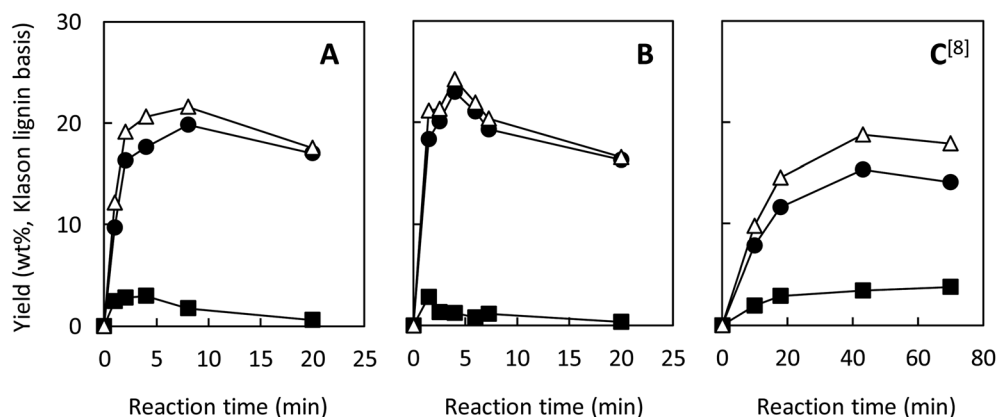 Yield (wt%, Klason lignin basis)
30
20
10
0
A
B
C[8]
0 5 10 15 20 25
0 5 10 15 20 25
0 20 40 60 80
Reaction time (min)
Reaction time (min)
Reaction time (min)